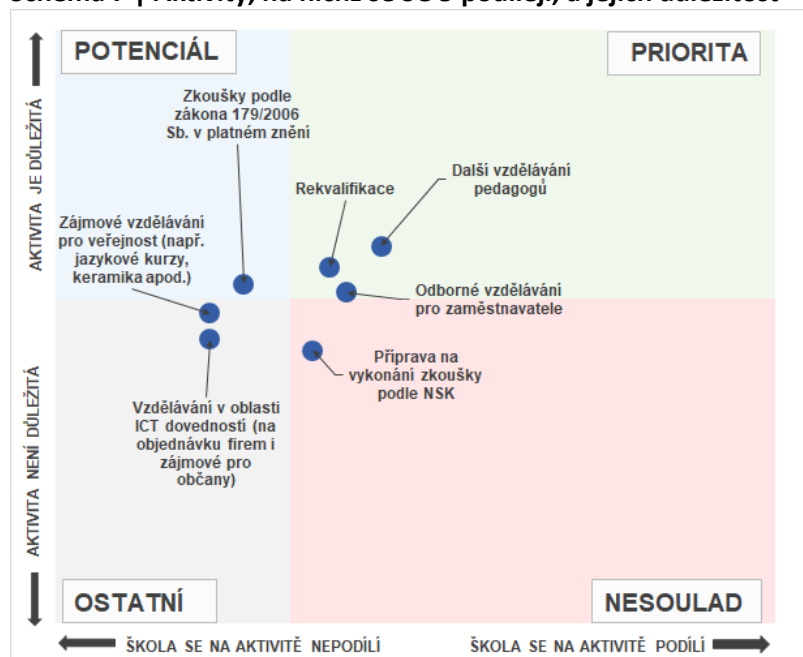 Schéma 7 | Aktivity, na nichž se SOŠ podílejí, a jejich důležitost
POTENCIÁL
PRIORITA
Zkoušky podle
zákona 179/2006
Sb. v platném znění
Další vzdělávání
pedagogů
Rekvalifikace
Zájmové vzdělávání
pro veřejnost (např.
jazykové kurzy,
keramika apod.)
Odborné vzdělávání
pro zaměstnavatele
Příprava na
vykonání zkoušky
podle NSK
Vzdělávání v oblasti
ICT dovedností (na
objednávku firem i
zájmové pro
občany)
AKTIVITA JE DŮLEŽITÁ
AKTIVITA NENÍ DŮLEŽITÁ
OSTATNÍ
NESOULAD
ŠKOLA SE NA AKTIVITĚ NEPODÍLÍ
ŠKOLA SE NA AKTIVITĚ PODÍLÍ